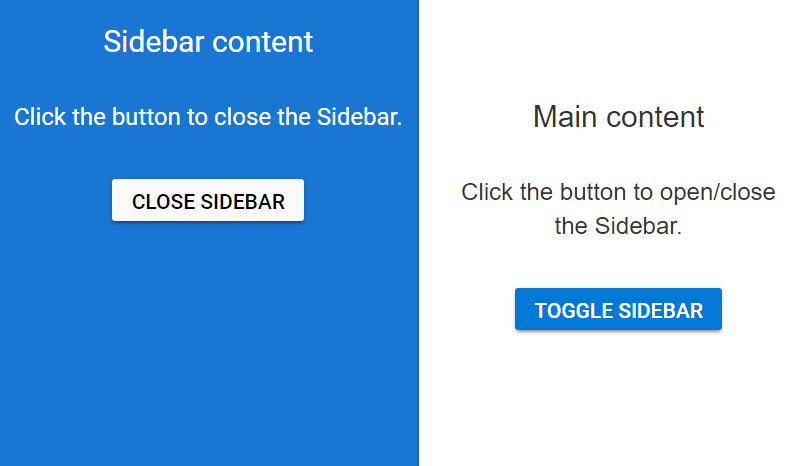 Sidebar content
Click the button to close the Sidebar.
CLOSE SIDEBAR
Main content
Click the button to open/close
the Sidebar.
TOGGLE SIDEBAR